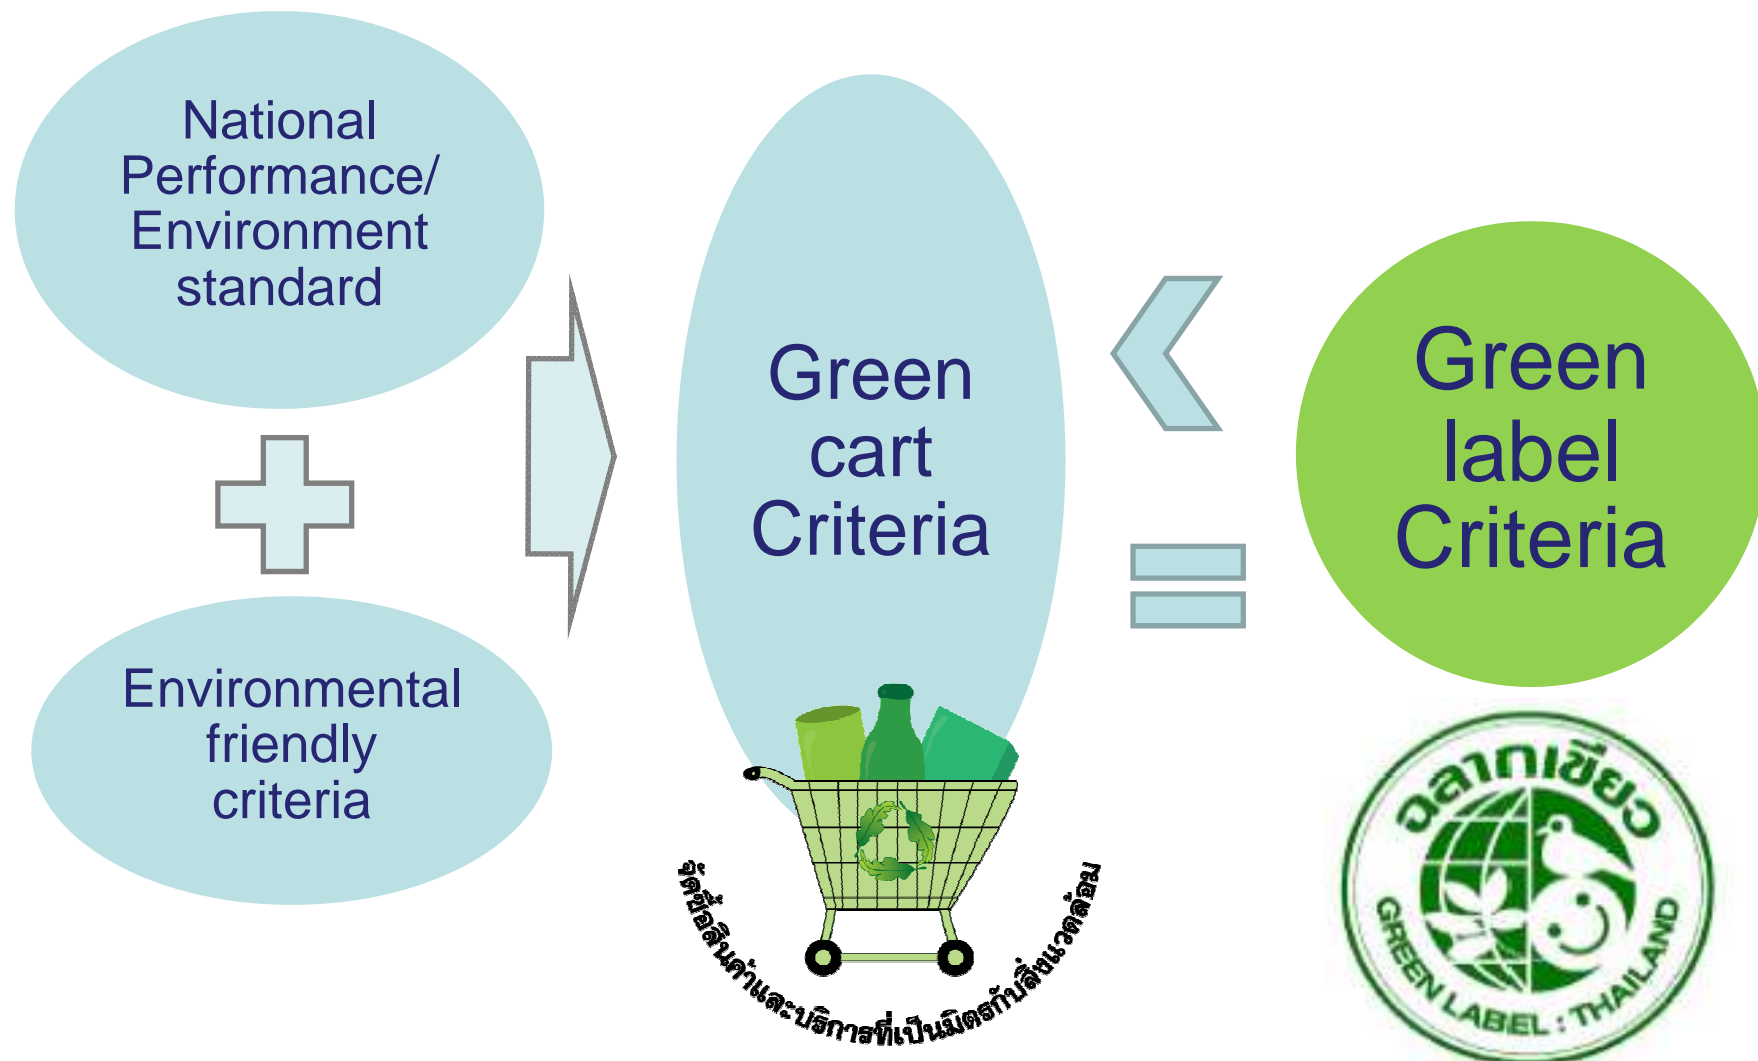 National
Performance/
Environment
standard
Environmental
friendly
criteria
Green
cart
Criteria
จัดซื้อสินค้าและบริการที่เป็นมิตรกับสิ่งแวดล้อม
Green
label
Criteria
ฉลากเขียว
GREEN LABEL : THAILAND